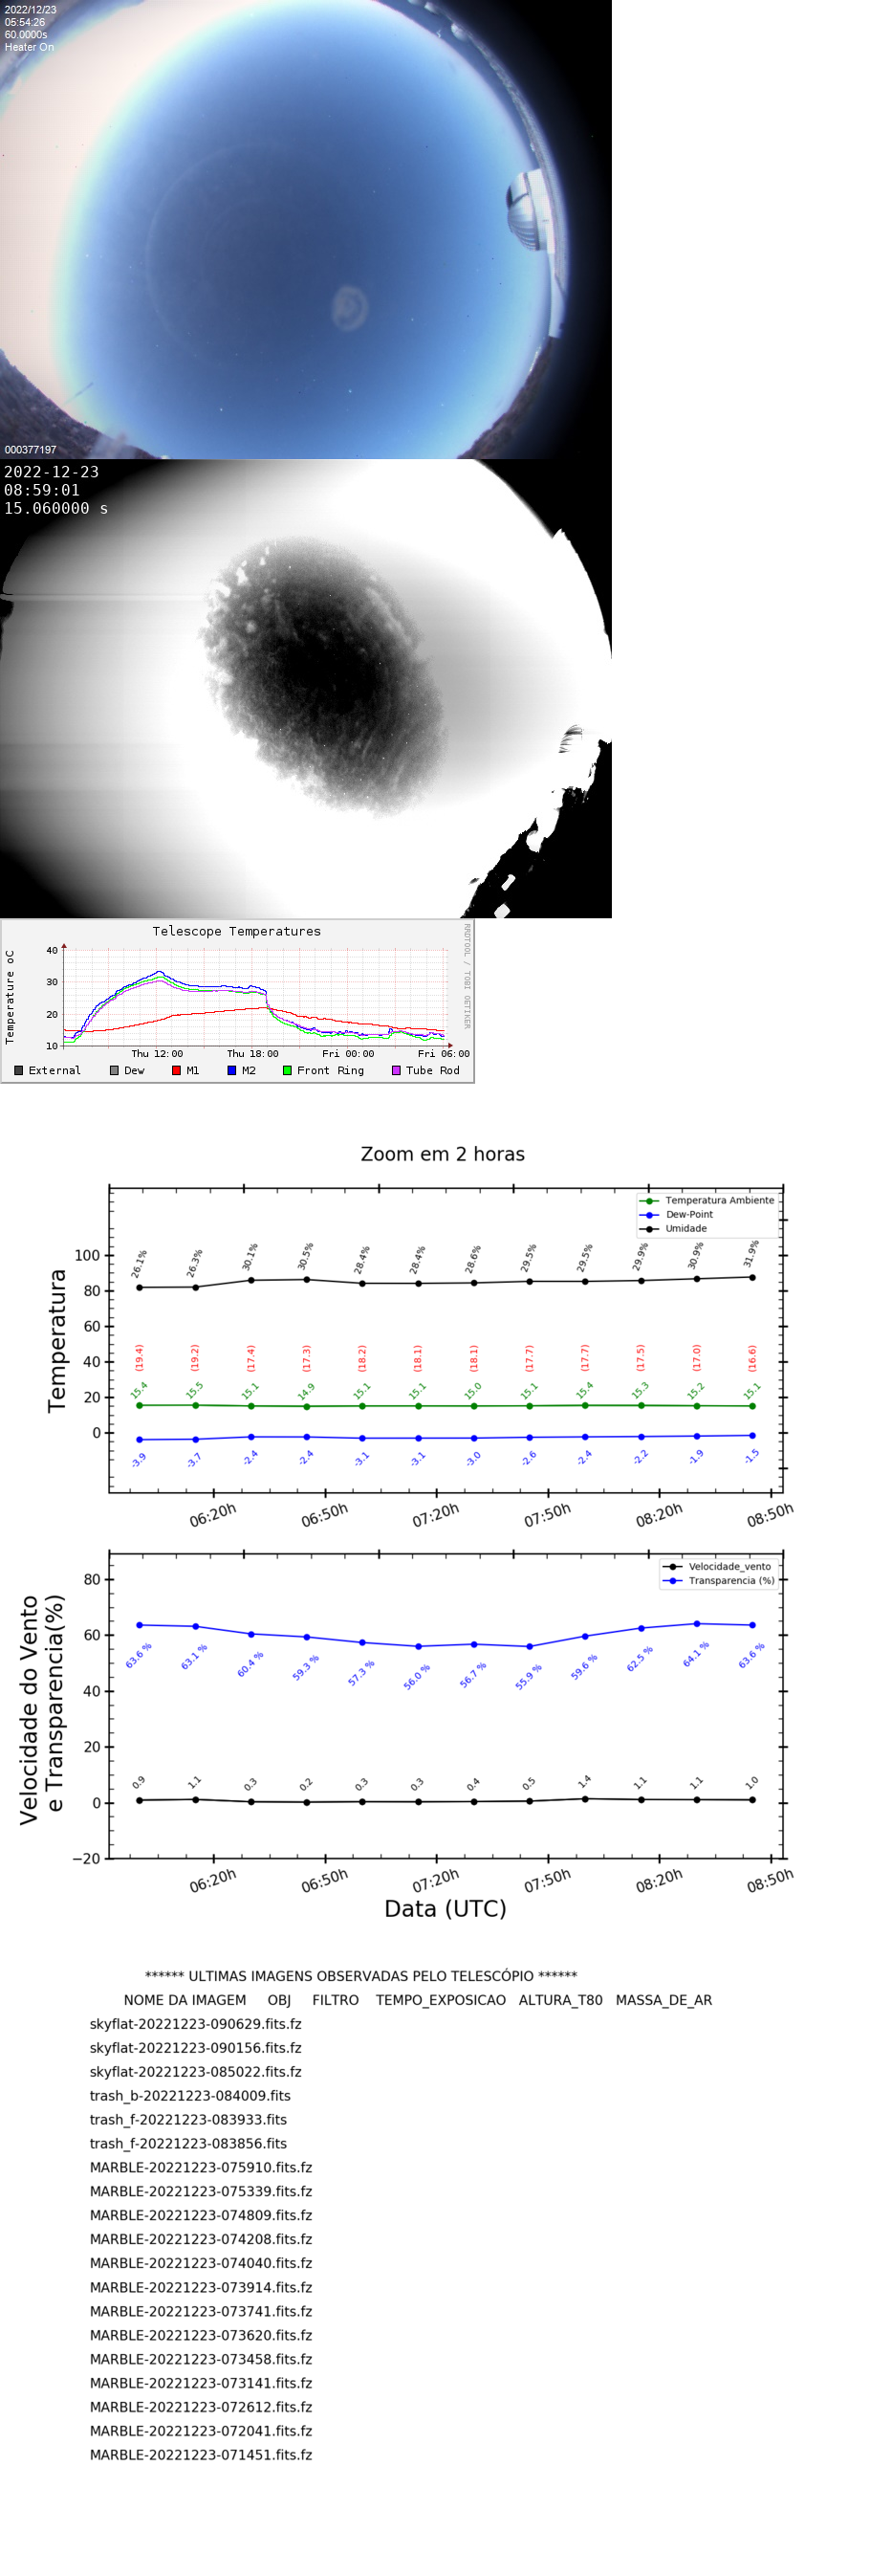 2022/12/23
05:54:26
60.0000s
Heater On
000377197
2022-12-23
08:59:01
15.060000 s
Telescope Temperatures
Temperature oC
RRDTOOL / TOBI OETIKER
40
30
20
10
Thu 12:00 Thu 18:00 Fri 00:00 Fri 06:00
External Dew M1 M2 Front Ring Tube Rod
Zoom em 2 horas
Temperatura
Temperatura Ambiente
Dew-Point
Umidade
100
80
60
40
20
0
26.1% 26.3% 30.1% 30.5% 28.4% 28.4% 28.6% 29.5% 29.5% 29.9% 30.9% 31.9%
(19.4) (19.2) (17.4) (17.3) (18.2) (18.1) (18.1) (17.7) (17.7) (17.5) (17.0) (16.6)
15.4 15.5 15.1 14.9 15.1 15.1 15.0 15.1 15.4 15.3 15.2 15.1
-3.9 -3.7 -2.4 -2.4 -3.1 -3.1 -3.0 -2.6 -2.4 -2.2 -1.9 -1.5
06:20h 06:50h 07:20h 07:50h 08:20h 08:50h
Velocidade do Vento
e Transparencia(%)
Velocidade_vento
Transparencia (%)
80
60
40
20
0
−20
63.6 % 63.1 % 60.4 % 59.3 % 57.3 % 56.0 % 56.7 % 55.9 % 59.6 % 62.5 % 64.1 % 63.6 %
0.9 1.1 0.3 0.2 0.3 0.3 0.4 0.5 1.4 1.1 1.1 1.0
06:20h 06:50h 07:20h 07:50h 08:20h 08:50h
Data (UTC)
****** ULTIMAS IMAGENS OBSERVADAS PELO TELESCÓPIO ******
NOME DA IMAGEM OBJ FILTRO TEMPO_EXPOSICAO ALTURA_T80 MASSA_DE_AR
skyflat-20221223-090629.fits.fz
skyflat-20221223-090156.fits.fz
skyflat-20221223-085022.fits.fz
trash_b-20221223-084009.fits
trash_f-20221223-083933.fits
trash_f-20221223-083856.fits
MARBLE-20221223-075910.fits.fz
MARBLE-20221223-075339.fits.fz
MARBLE-20221223-074809.fits.fz
MARBLE-20221223-074208.fits.fz
MARBLE-20221223-074040.fits.fz
MARBLE-20221223-073914.fits.fz
MARBLE-20221223-073741.fits.fz
MARBLE-20221223-073620.fits.fz
MARBLE-20221223-073458.fits.fz
MARBLE-20221223-073141.fits.fz
MARBLE-20221223-072612.fits.fz
MARBLE-20221223-072041.fits.fz
MARBLE-20221223-071451.fits.fz